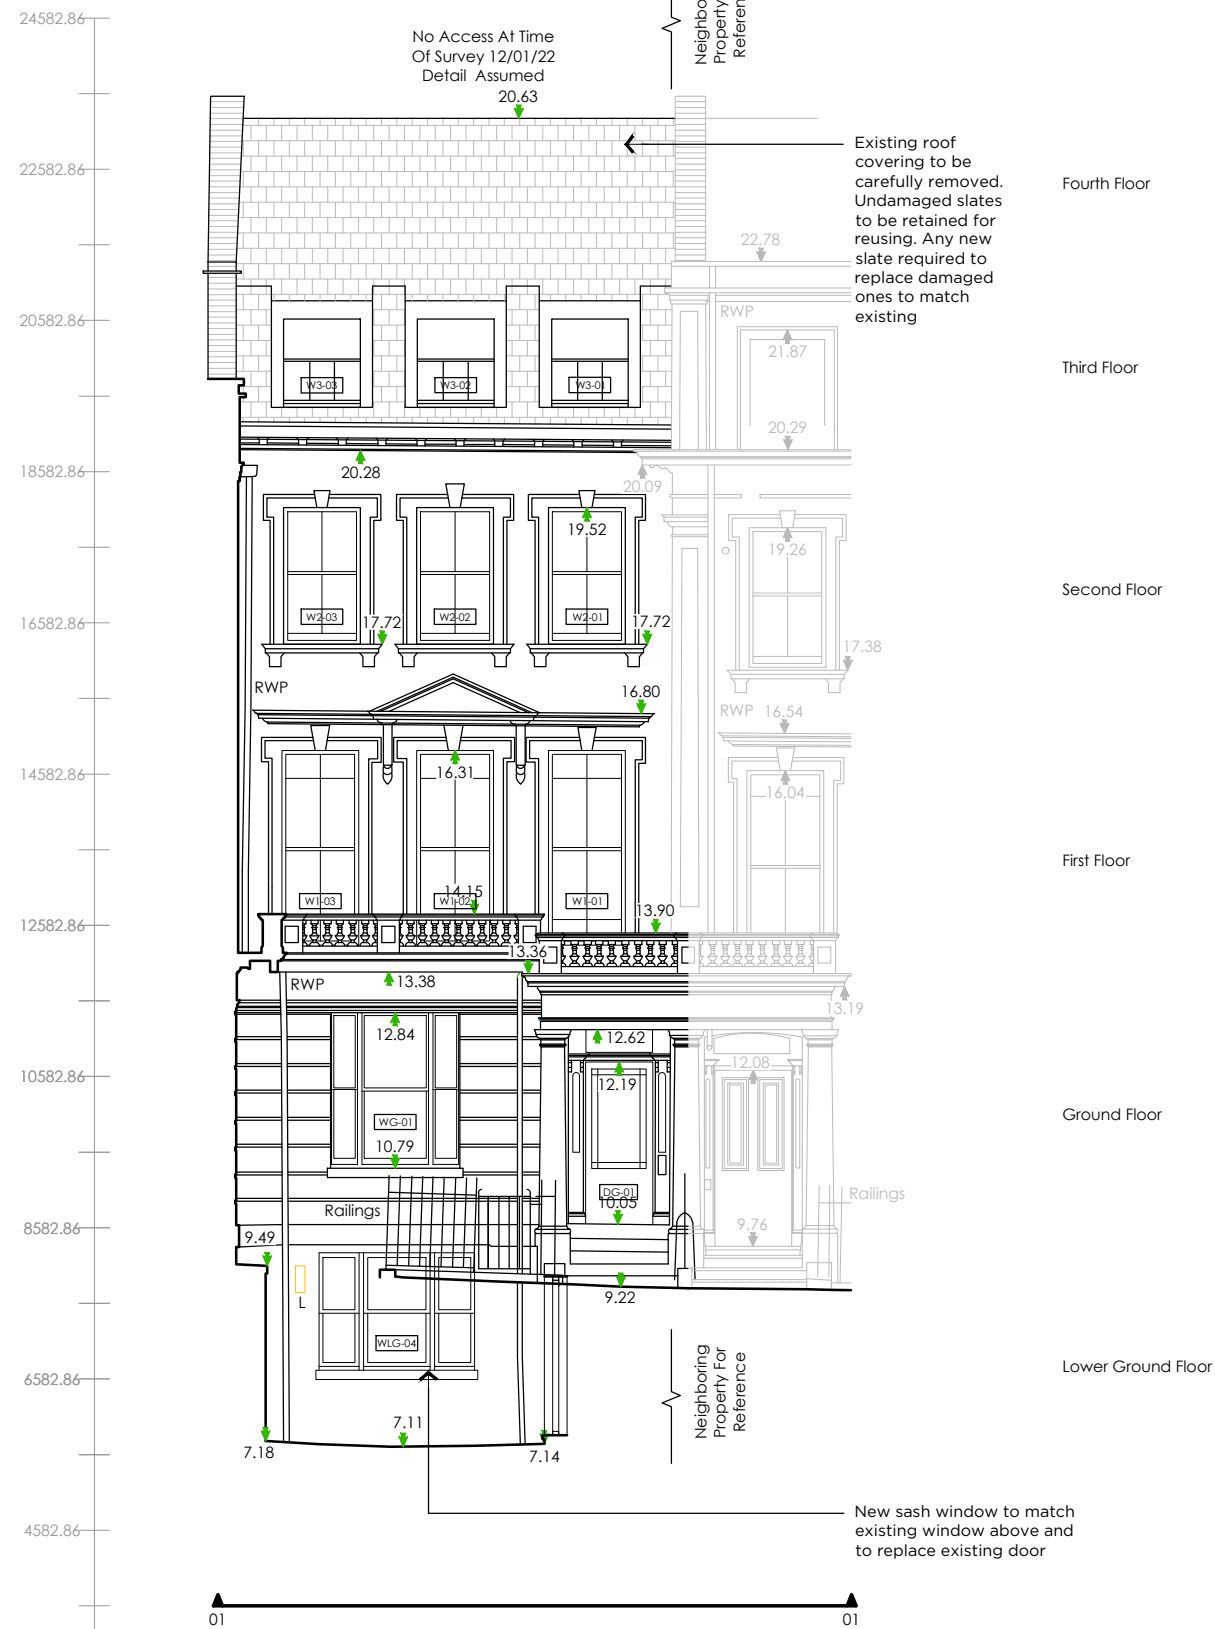 24582.86
Neighbo
Property
Referen
No Access At Time
Of Survey 12/01/22
Detail Assumed
20.63
Existing roof
covering to be
carefully removed.
Undamaged slates
to be retained for
reusing. Any new
slate required to
replace damaged
ones to match
existing
22582.86
Fourth Floor
22.78
20582.86
RWP
21.87
Third Floor
W3-03
W3-02
W3-01
20.29
18582.86
20.28
20.09
19.52
19.26
Second Floor
W2-03
W2-02
W2-01
16582.86
17.72
17.72
17.38
RWP
16.80
RWP
16.54
14582.86
16.31
16.04
First Floor
14.15
W1-03
W1-02
W1-01
13.90
12582.86
13.36
RWP
13.38
13.19
12.84
12.62
12.08
10582.86
12.19
Ground Floor
WG-01
10.79
DG-01
10.05
Railings
Railings
8582.86
9.49
9.76
L
9.22
WLG-04
Neighboring
Property For
Reference
Lower Ground Floor
6582.86
7.11
7.18
7.14
New sash window to match
existing window above and
to replace existing door
4582.86
01
01